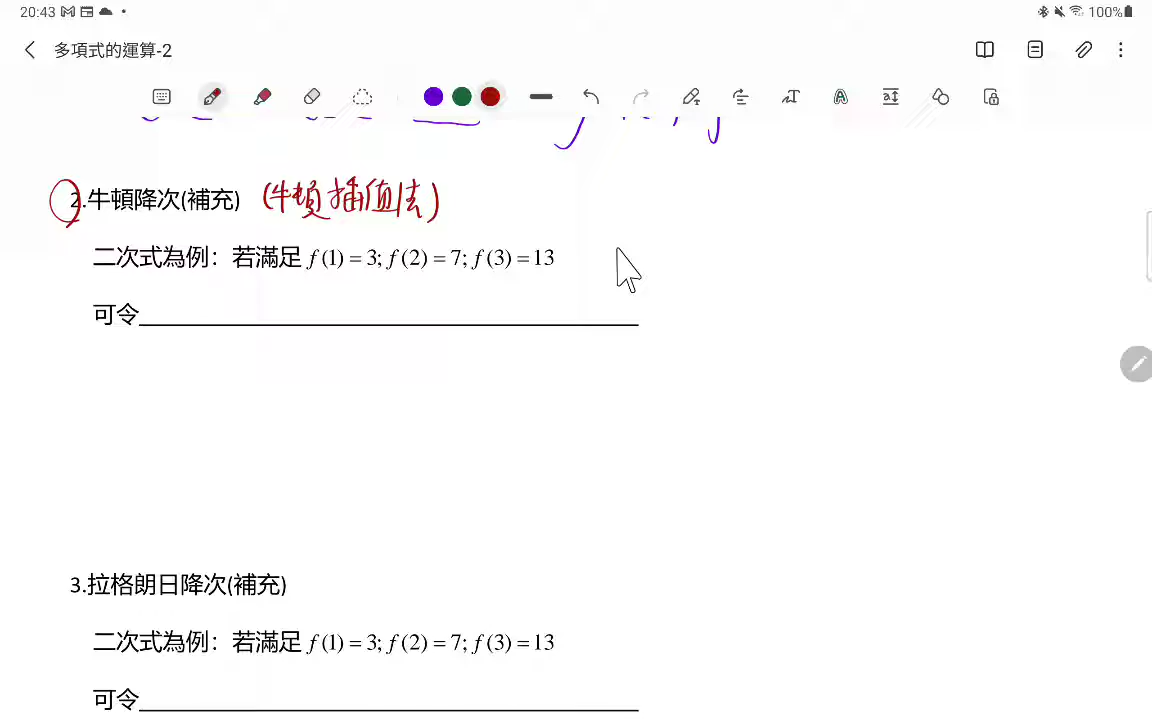 20:43
100%
多項式的運算-2
2.牛頓降次(補充) (牛頓插值法)
二次式為例：若滿足 f (1) = 3; f (2) = 7; f (3) = 13
可令
3.拉格朗日降次(補充)
二次式為例：若滿足 f (1) = 3; f (2) = 7; f (3) = 13
可令